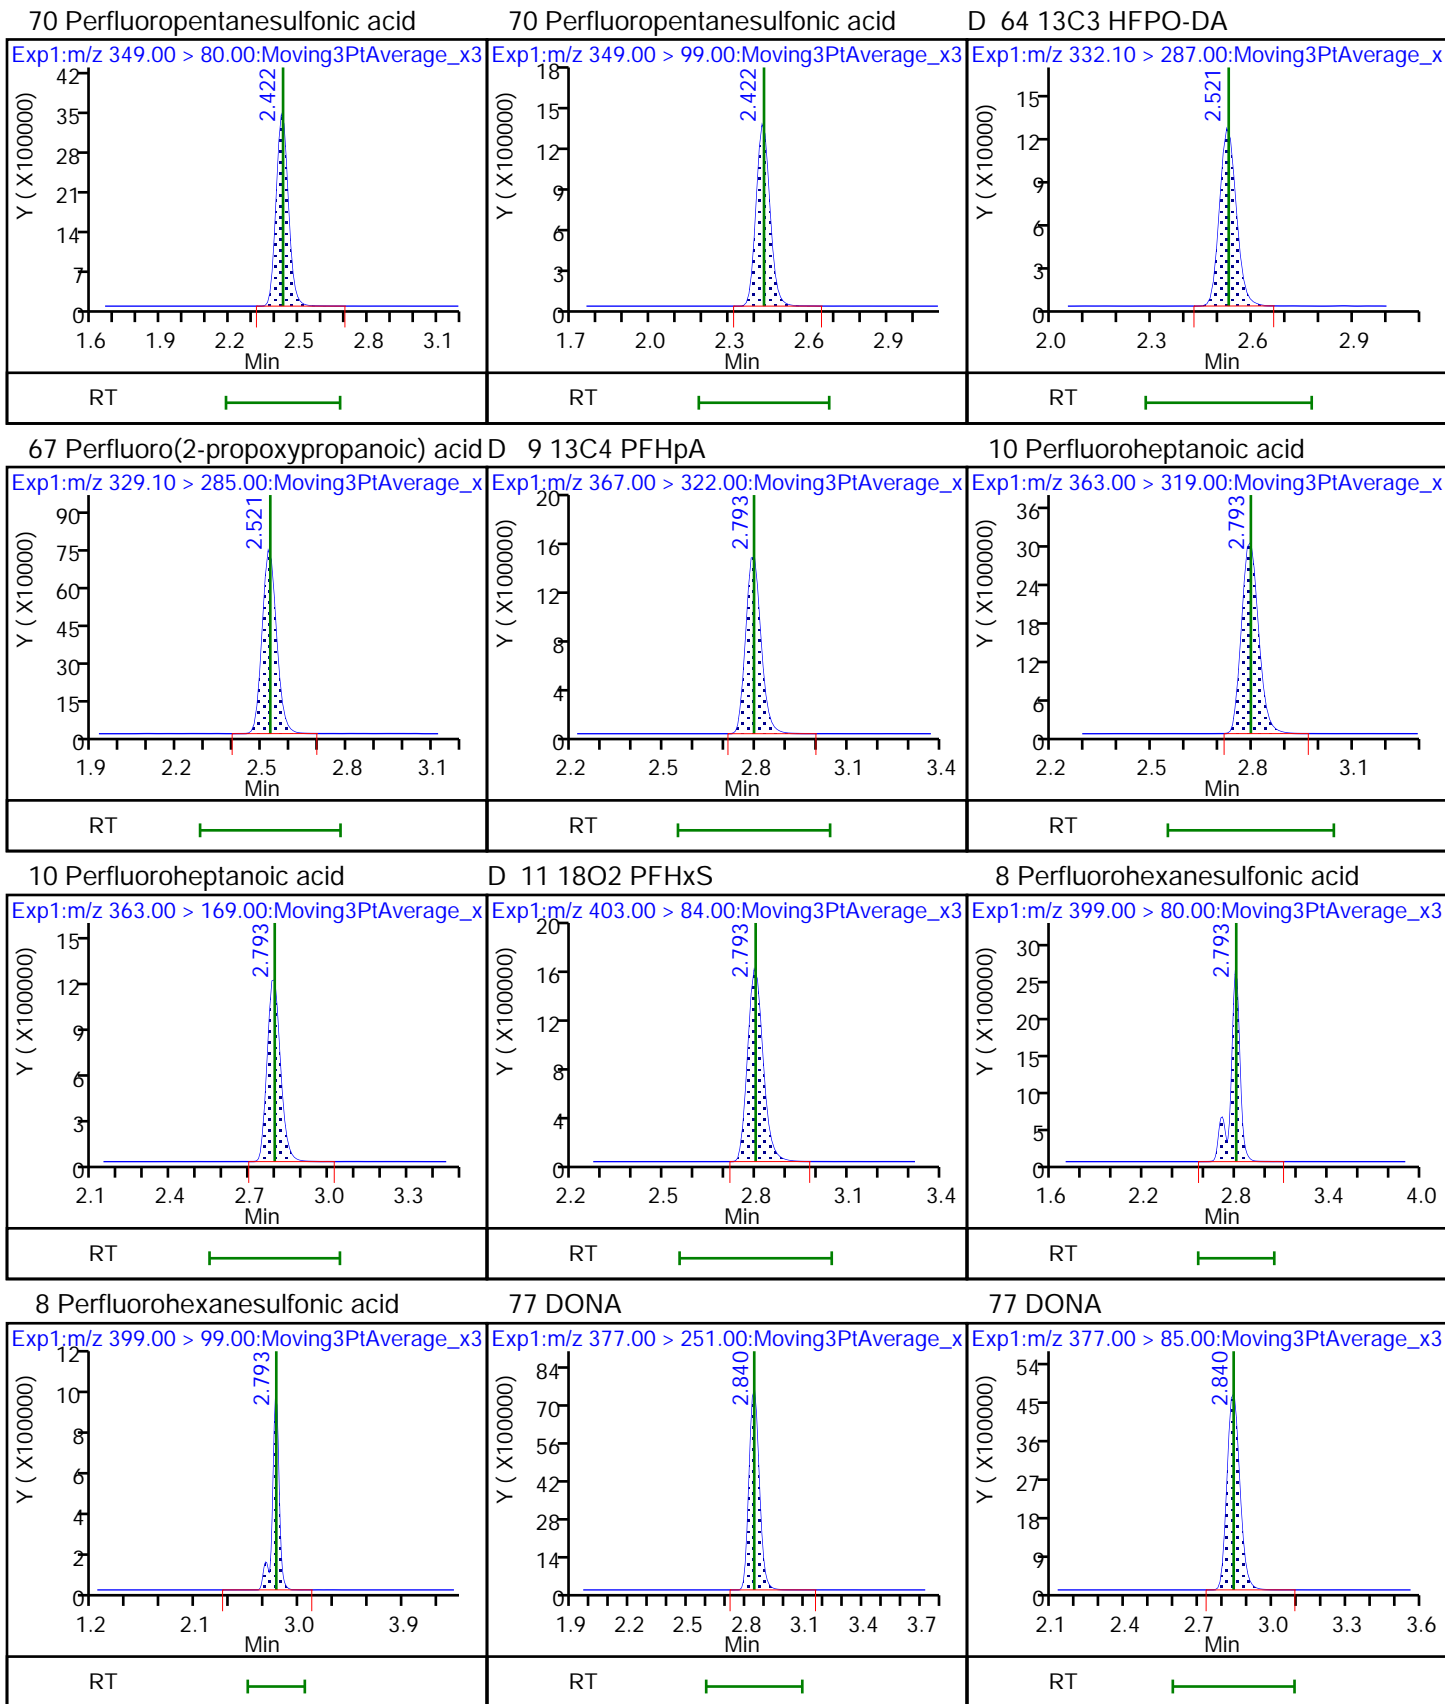 70 Perfluoropentanesulfonic acid
Exp1:m/z 349.00 > 80.00:Moving3PtAverage_x3
Y ( X100000)
42
35
28
21
14
7
0
2.422
1.6 1.9 2.2 2.5 2.8 3.1
Min
RT
70 Perfluoropentanesulfonic acid
Exp1:m/z 349.00 > 99.00:Moving3PtAverage_x3
Y ( X100000)
18
15
12
9
6
3
0
2.422
1.7 2.0 2.3 2.6 2.9
Min
RT
D 64 13C3 HFPO-DA
Exp1:m/z 332.10 > 287.00:Moving3PtAverage_x
Y ( X100000)
15
12
9
6
3
0
2.521
2.0 2.3 2.6 2.9
Min
RT
67 Perfluoro(2-propoxypropanoic) acid
Exp1:m/z 329.10 > 285.00:Moving3PtAverage_x
Y ( X100000)
90
75
60
45
30
15
0
2.521
1.9 2.2 2.5 2.8 3.1
Min
RT
D 9 13C4 PFHpA
Exp1:m/z 367.00 > 322.00:Moving3PtAverage_x
Y ( X100000)
20
16
12
8
4
0
2.793
2.2 2.5 2.8 3.1 3.4
Min
RT
10 Perfluoroheptanoic acid
Exp1:m/z 363.00 > 319.00:Moving3PtAverage_x
Y ( X100000)
36
30
24
18
12
6
0
2.793
2.2 2.5 2.8 3.1
Min
RT
10 Perfluoroheptanoic acid
Exp1:m/z 363.00 > 169.00:Moving3PtAverage_x
Y ( X100000)
15
12
9
6
3
0
2.793
2.1 2.4 2.7 3.0 3.3
Min
RT
D 11 18O2 PFHxS
Exp1:m/z 403.00 > 84.00:Moving3PtAverage_x3
Y ( X100000)
20
16
12
8
4
0
2.793
2.2 2.5 2.8 3.1 3.4
Min
RT
8 Perfluorohexanesulfonic acid
Exp1:m/z 399.00 > 80.00:Moving3PtAverage_x3
Y ( X100000)
30
25
20
15
10
5
0
2.793
1.6 2.2 2.8 3.4 4.0
Min
RT
8 Perfluorohexanesulfonic acid
Exp1:m/z 399.00 > 99.00:Moving3PtAverage_x3
Y ( X100000)
12
10
8
6
4
2
0
2.793
1.2 2.1 3.0 3.9
Min
RT
77 DONA
Exp1:m/z 377.00 > 251.00:Moving3PtAverage_x
Y ( X100000)
84
70
56
42
28
14
0
2.840
1.9 2.2 2.5 2.8 3.1 3.4 3.7
Min
RT
77 DONA
Exp1:m/z 377.00 > 85.00:Moving3PtAverage_x3
Y ( X100000)
54
45
36
27
18
9
0
2.840
2.1 2.4 2.7 3.0 3.3 3.6
Min
RT